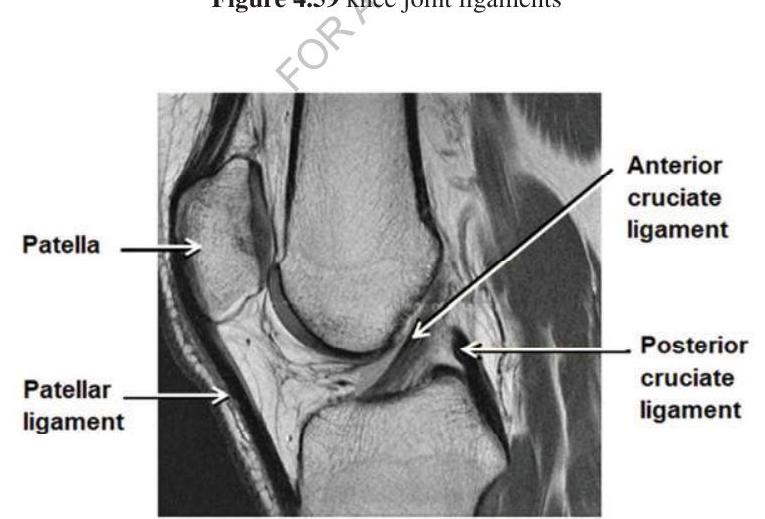 Figure 4.39 knee joint ligaments
FOR
Anterior
cruciate
ligament
Patella
Posterior
cruciate
ligament
Patellar
ligament